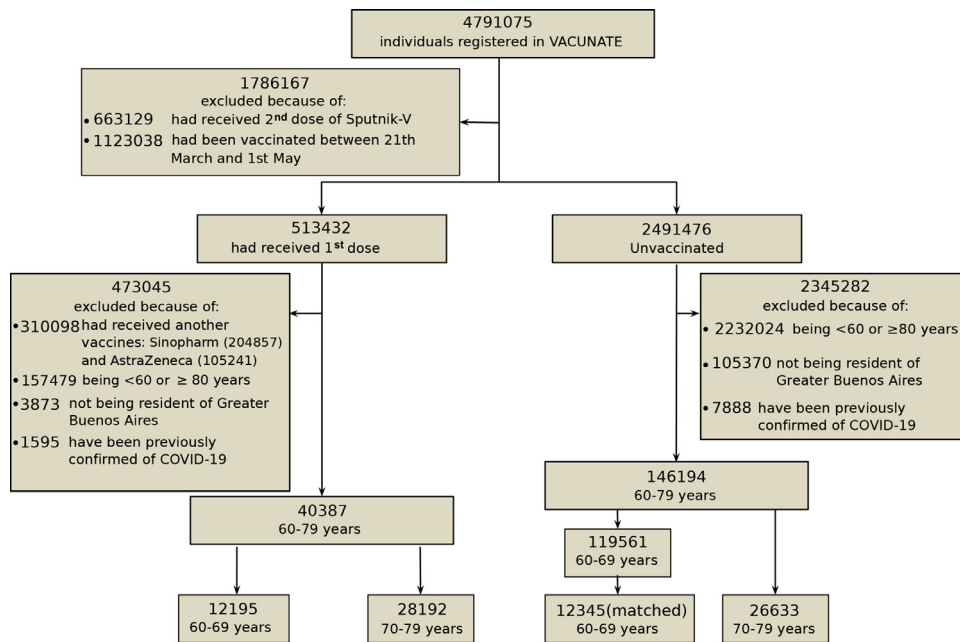 4791075
individuals registered in VACUNATE
1786167
excluded because of:
• 663129 had received 2nd dose of Sputnik-V
• 1123038 had been vaccinated between 21th
March and 1st May
513432
had received 1st dose
2491476
Unvaccinated
473045
excluded because of:
• 310098 had received another
vaccines: Sinopharm (204857)
and AstraZeneca (105241)
• 157479 being <60 or ≥ 80 years
• 3873 not being resident of Greater
Buenos Aires
• 1595 have been previously
confirmed of COVID-19
2345282
excluded because of:
• 2232024 being <60 or ≥80 years
• 105370 not being resident of
Greater Buenos Aires
• 7888 have been previously
confirmed of COVID-19
40387
60-79 years
146194
60-79 years
119561
60-69 years
12195
60-69 years
28192
70-79 years
12345(matched)
60-69 years
26633
70-79 years